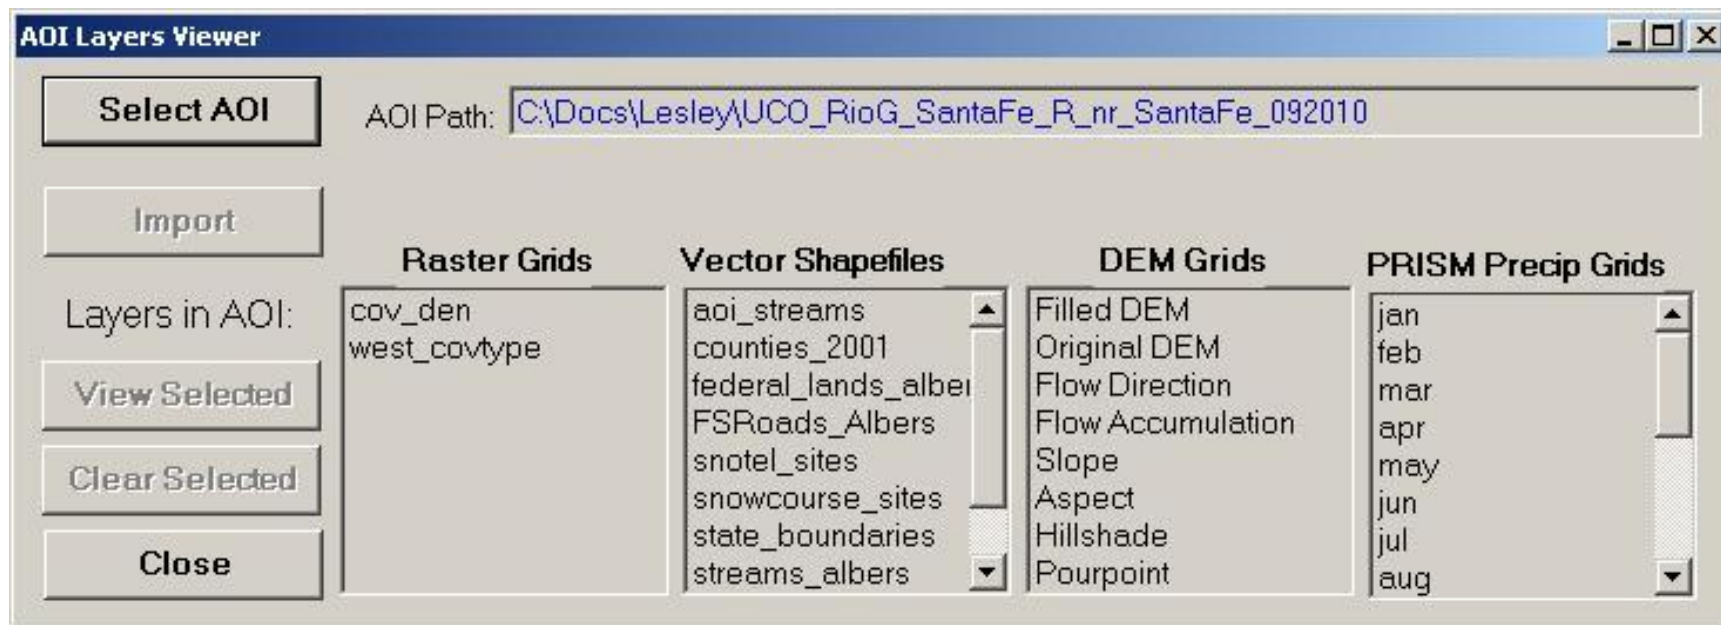 AOI Layers Viewer
Select AOI
AOI Path: C:\Docs\Lesley\UCO_RioG_SantaFe_R_nr_SantaFe_092010
Import
Layers in AOI:
View Selected
Clear Selected
Close
Raster Grids
cov_den
west_covtype
Vector Shapefiles
aoi_streams
counties_2001
federal_lands_alber
FSRoads_Albers
snotel_sites
snowcourse_sites
state_boundaries
streams_albers
DEM Grids
Filled DEM
Original DEM
Flow Direction
Flow Accumulation
Slope
Aspect
Hillshade
Pourpoint
PRISM Precip Grids
jan
feb
mar
apr
may
jun
jul
aug